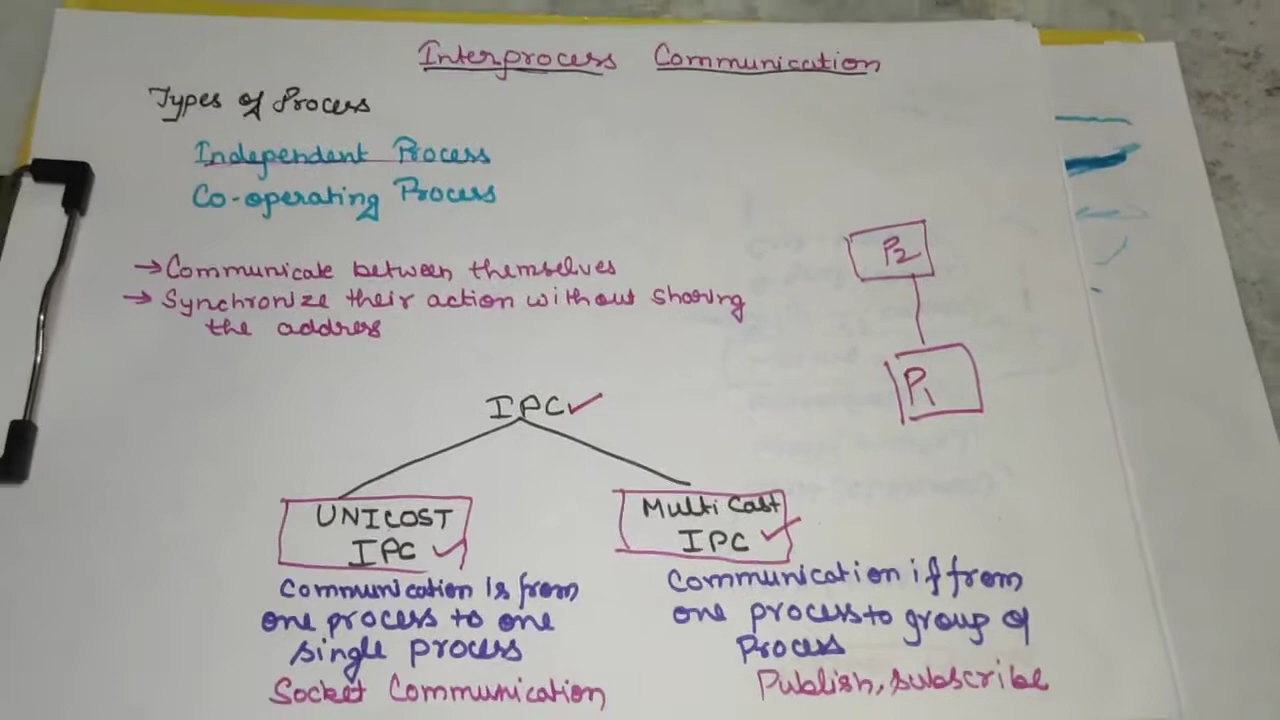 Interprocess Communication
Types of Process
Independent Process
Co-operating Process
P2
→ Communicate between themselves
→ Synchronize their action without sharing
the address
P1
IPC ✓
UNICOST
IPC ✓
Multi Cast
IPC ✓
Communication is from
one process to one
single process
Socket Communication
Communication if from
one process to group of
Process
Publish, subscribe